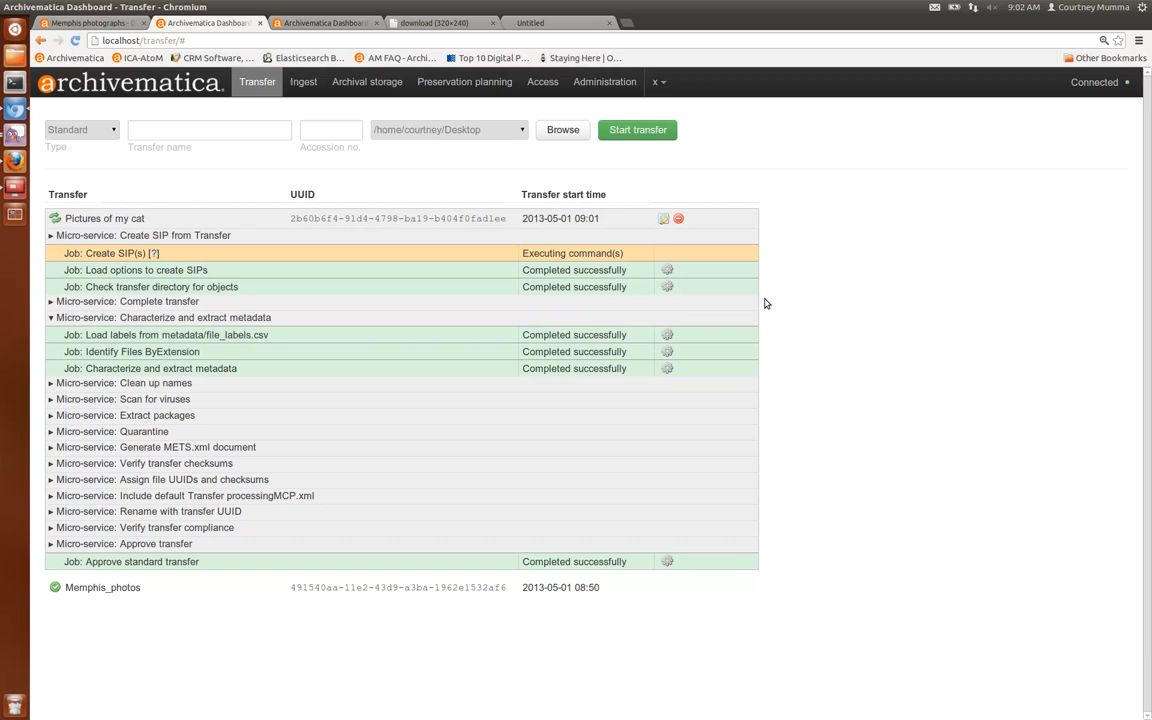 Archivematica Dashboard - Transfer - Chromium
9:02 AM
Courtney Mumma
Memphis photographs - D
Archivematica Dashboard
Archivematica Dashboard
download (320×240)
Untitled
localhost/transfer/#
Archivematica
ICA-AtoM
CRM Software, ...
Elasticsearch B...
AM FAQ - Archi...
Top 10 Digital P...
Staying Here | O...
Other Bookmarks
archivematica
Transfer
Ingest
Archival storage
Preservation planning
Access
Administration
x
Connected
Standard
/home/courtney/Desktop
Browse
Start transfer
Type
Transfer name
Accession no.
Transfer UUID Transfer start time
Pictures of my cat 2b60b6f4-91d4-4798-ba19-b404f0fad1ee 2013-05-01 09:01
Micro-service: Create SIP from Transfer
Job: Create SIP(s) [?] Executing command(s)
Job: Load options to create SIPs Completed successfully
Job: Check transfer directory for objects Completed successfully
Micro-service: Complete transfer
Micro-service: Characterize and extract metadata
Job: Load labels from metadata/file_labels.csv Completed successfully
Job: Identify Files ByExtension Completed successfully
Job: Characterize and extract metadata Completed successfully
Micro-service: Clean up names
Micro-service: Scan for viruses
Micro-service: Extract packages
Micro-service: Quarantine
Micro-service: Generate METS.xml document
Micro-service: Verify transfer checksums
Micro-service: Assign file UUIDs and checksums
Micro-service: Include default Transfer processingMCP.xml
Micro-service: Rename with transfer UUID
Micro-service: Verify transfer compliance
Micro-service: Approve transfer
Job: Approve standard transfer Completed successfully
Memphis_photos 491540aa-11e2-43d9-a3ba-1962e1532af6 2013-05-01 08:50